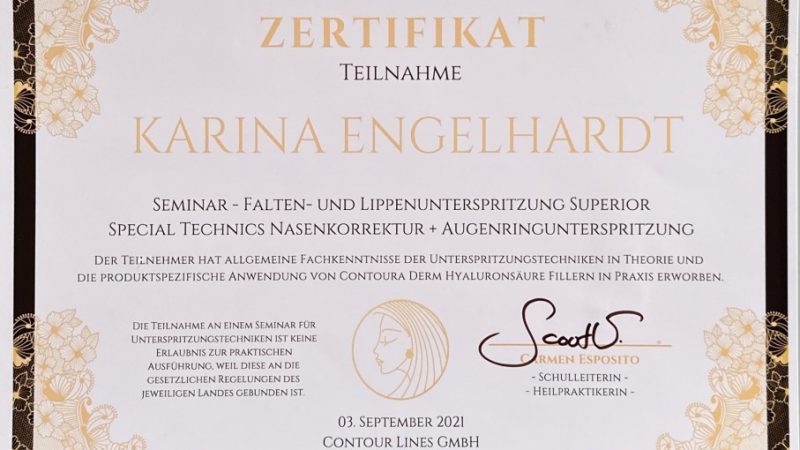 ZERTIFIKAT
TEILNAHME
KARINA ENGELHARDT
SEMINAR - FALTEN- UND LIPPENUNTERSPRITZUNG SUPERIOR
SPECIAL TECHNICS NASENKORREKTUR + AUGENRINGUNTERSPRITZUNG
DER TEILNEHMER HAT ALLGEMEINE FACHKENNTNISSE DER UNTERSPRITZUNGSTECHNIKEN IN THEORIE UND
DIE PRODUKTSPEZIFISCHE ANWENDUNG VON CONTOURA DERM HYALURONSÄURE FILLERN IN PRAXIS ERWORBEN.
DIE TEILNAHME AN EINEM SEMINAR FÜR
UNTERSPRITZUNGSTECHNIKEN IST KEINE
ERLAUBNIS ZUR PRAKTISCHEN
AUSFÜHRUNG, WEIL DIESE AN DIE
GESETZLICHEN REGELUNGEN DES
JEWEILIGEN LANDES GEBUNDEN IST.
CARMEN ESPOSITO
- SCHULLEITERIN -
- HEILPRAKTIKERIN -
03. SEPTEMBER 2021
CONTOUR LINES GMBH